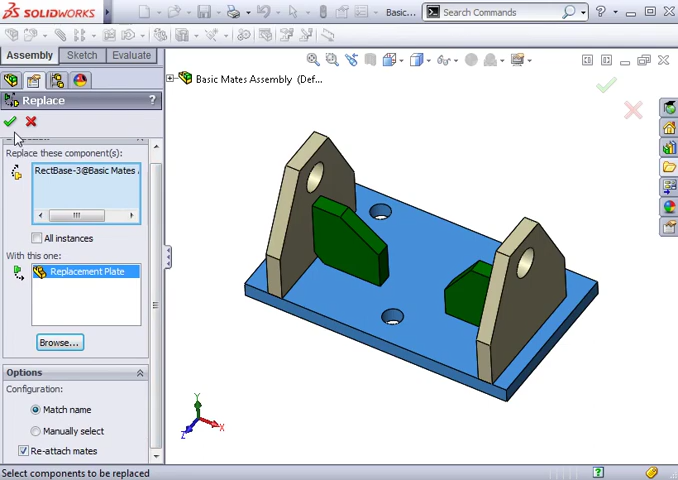 SOLIDWORKS
Basic...
Search Commands
?
Assembly
Sketch
Evaluate
Basic Mates Assembly (Def...
Replace
?
Replace these component(s):
RectBase-3@Basic Mates
All instances
With this one:
Replacement Plate
Browse...
Options
Configuration:
Match name
Manually select
Re-attach mates
Y
X
Z
Select components to be replaced
?